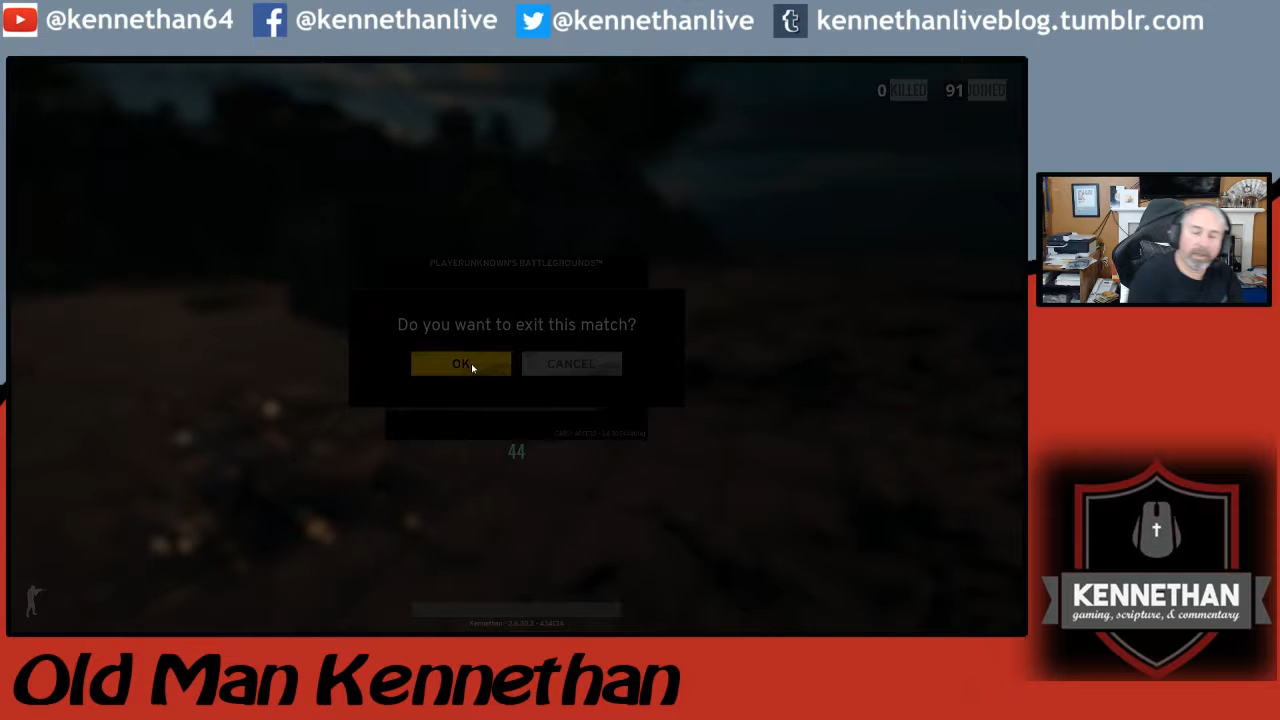 @kennethan64 @kennethanlive @kennethanlive kennethanliveblog.tumblr.com
0 KILLED 91 JOINED
PLAYERUNKNOWN'S BATTLEGROUNDS™
Do you want to exit this match?
OK CANCEL
44
KENNETHAN
gaming, scripture, & commentary
Old Man Kennethan